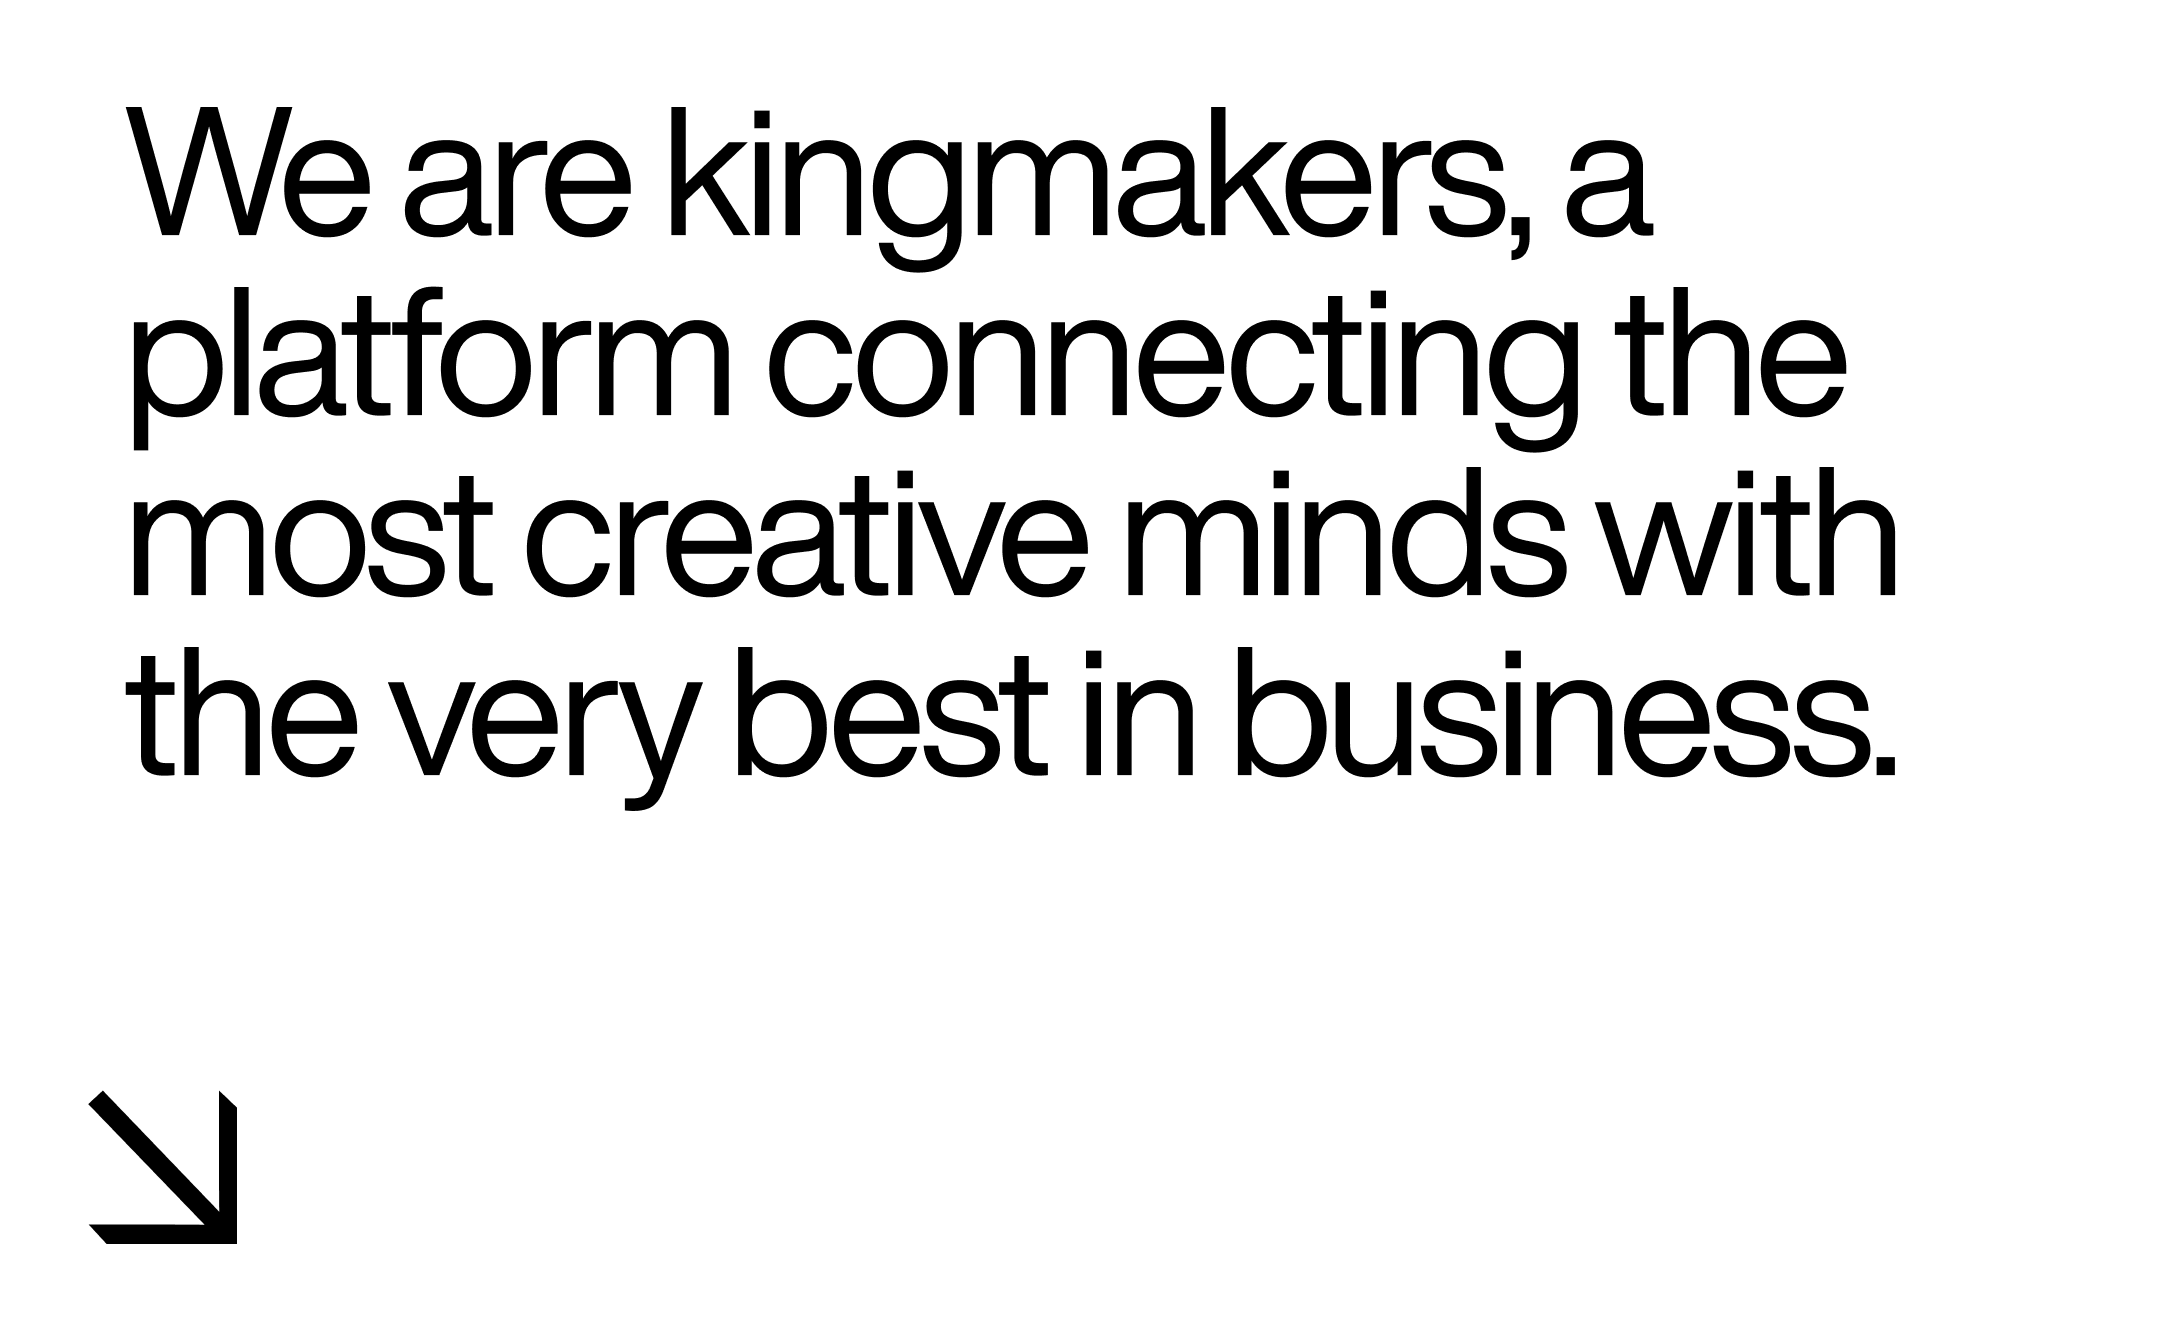 We are kingmakers, a
platform connecting the
most creative minds with
the very best in business.